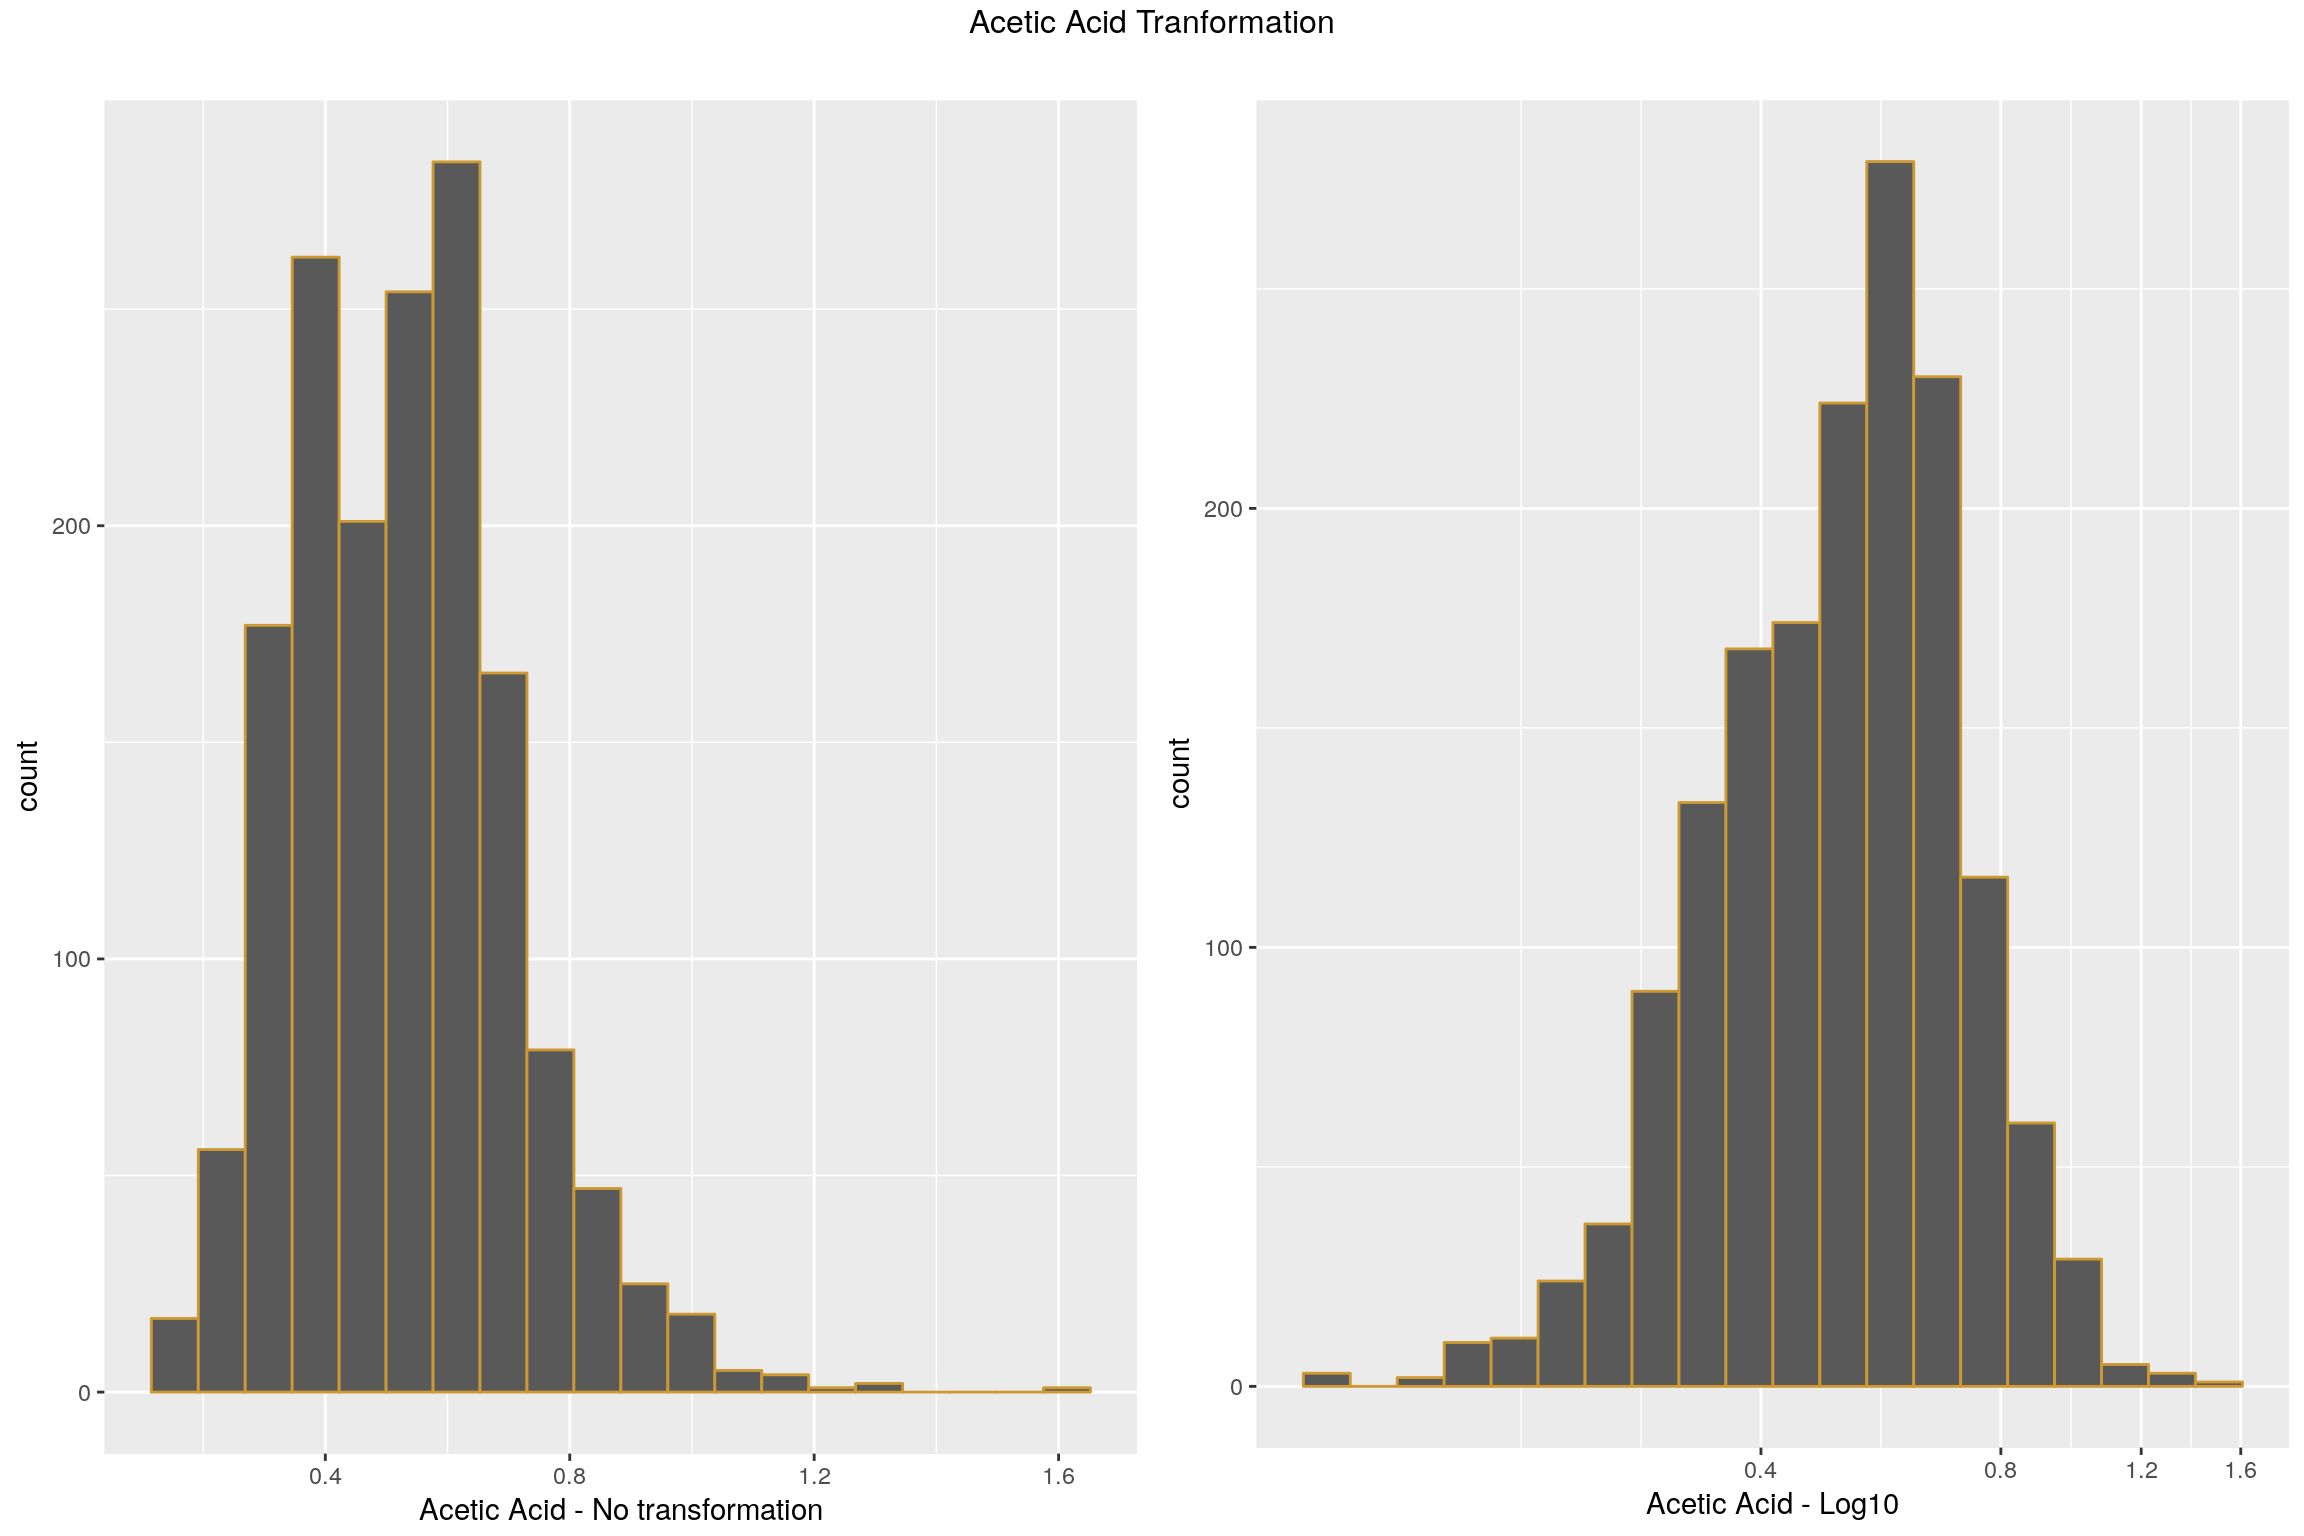 Acetic Acid Tranformation
count
200
100
0
0.4 0.8 1.2 1.6
Acetic Acid - No transformation
count
200
100
0
0.4 0.8 1.2 1.6
Acetic Acid - Log10